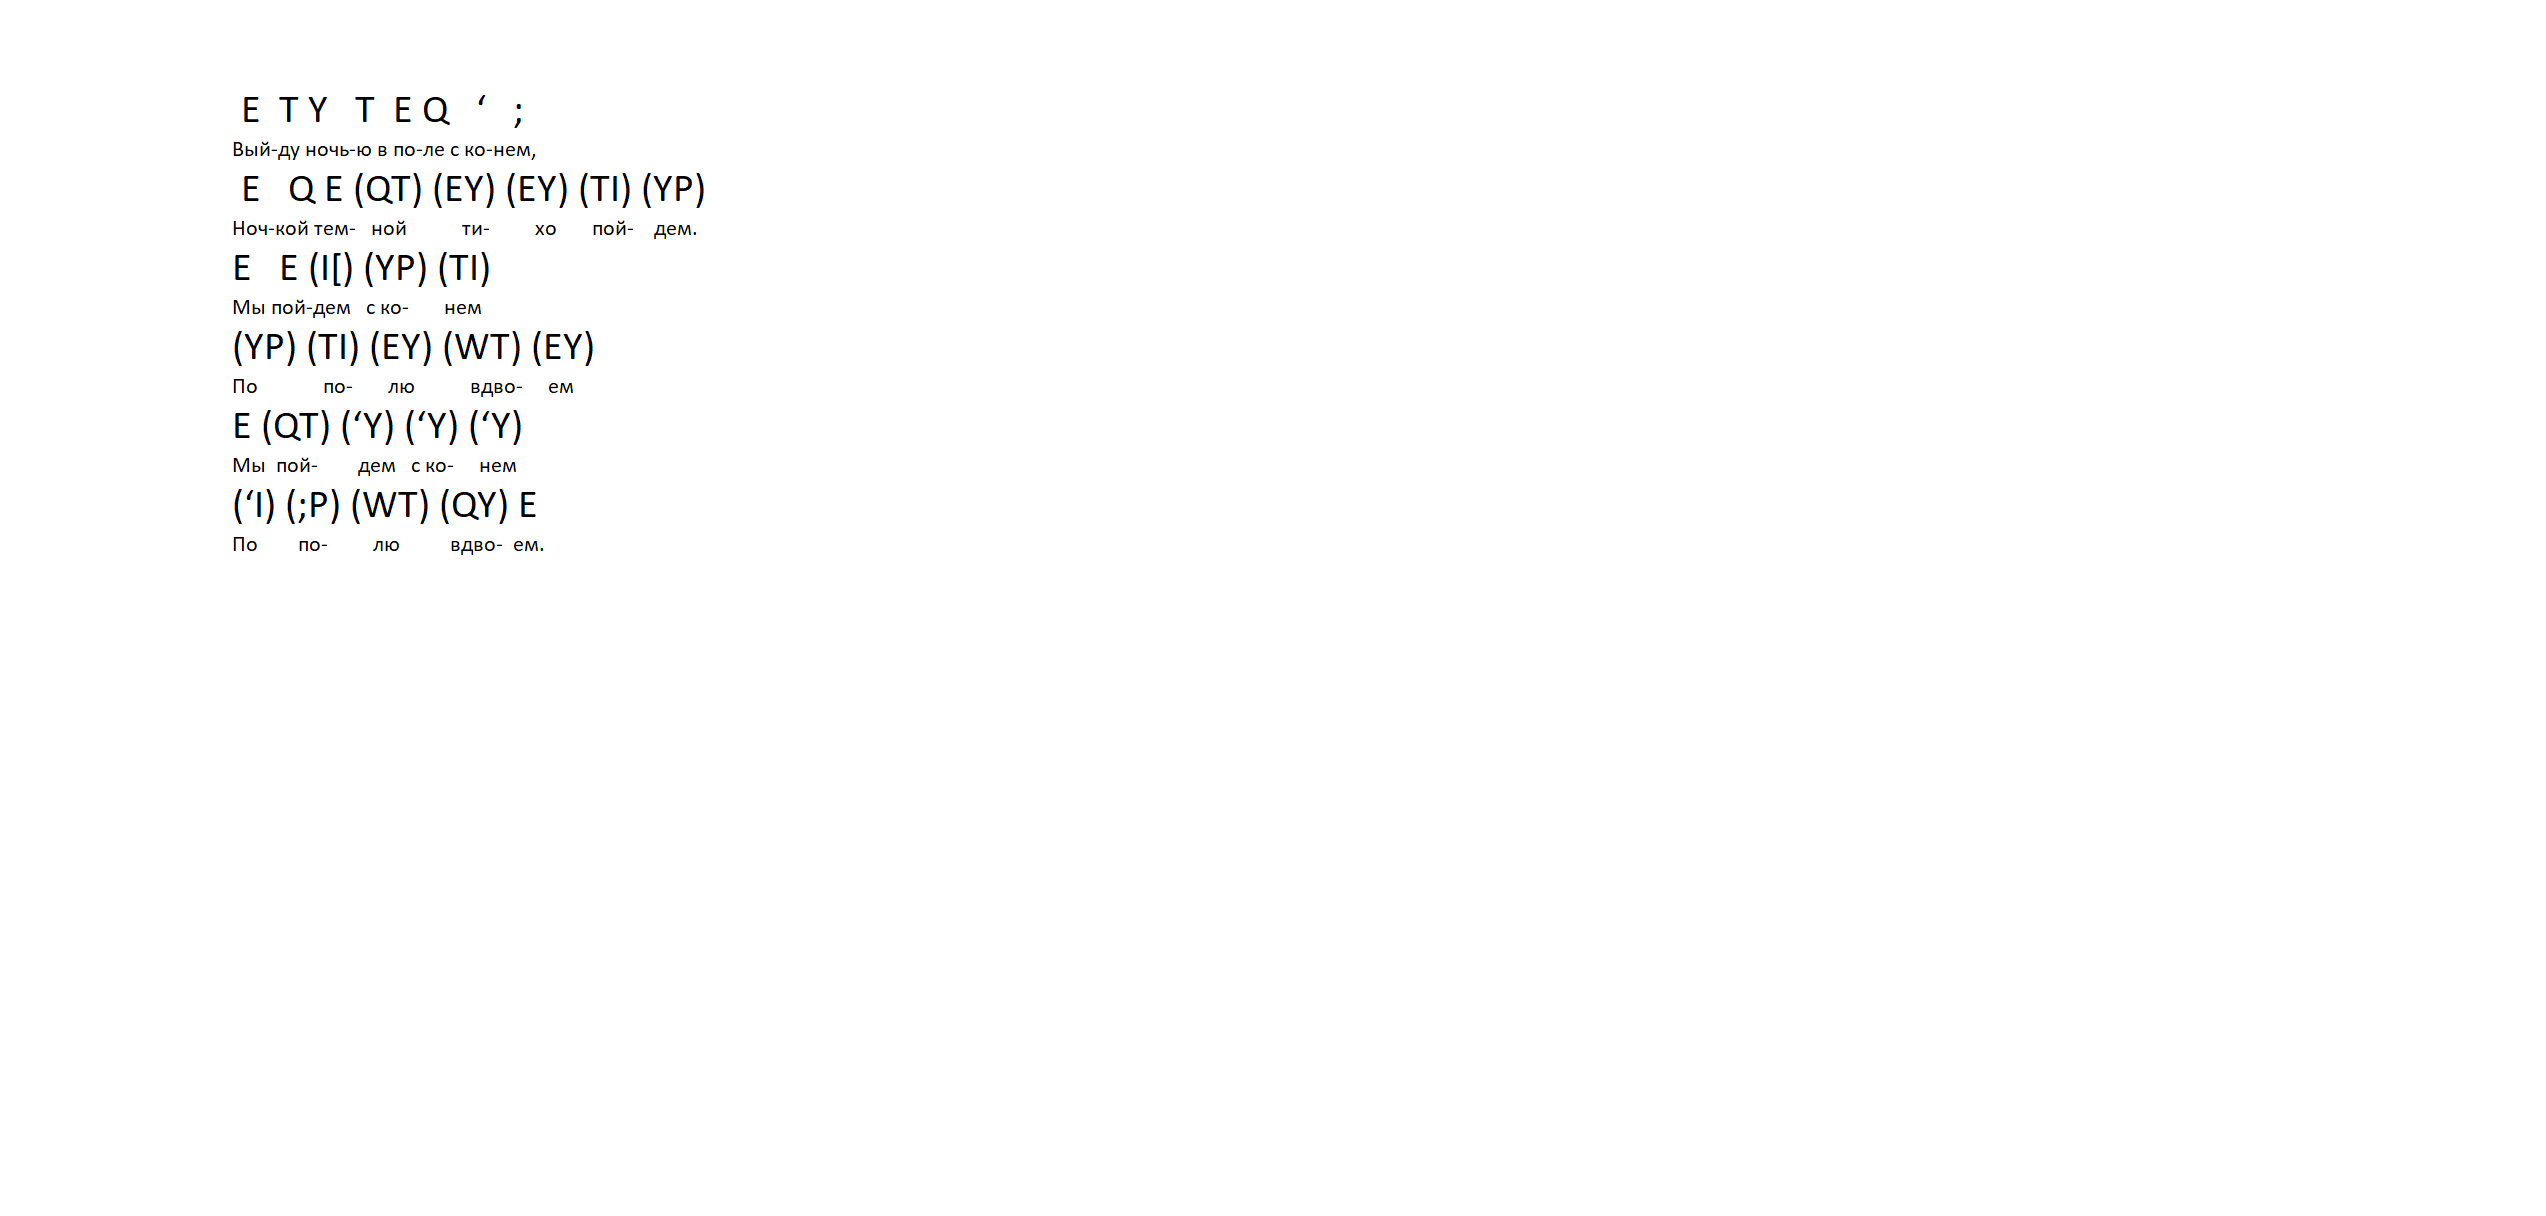 E T Y T E Q ‘ ;
Вый-ду ночь-ю в по-ле с ко-нем,
E Q E (QT) (EY) (EY) (TI) (YP)
Ноч-кой тем- ной ти- хо пой- дем.
E E (I[) (YP) (TI)
Мы пой-дем с ко- нем
(YP) (TI) (EY) (WT) (EY)
По по- лю вдво- ем
E (QT) (‘Y) (‘Y) (‘Y)
Мы пой- дем с ко- нем
(‘I) (;P) (WT) (QY) E
По по- лю вдво- ем.